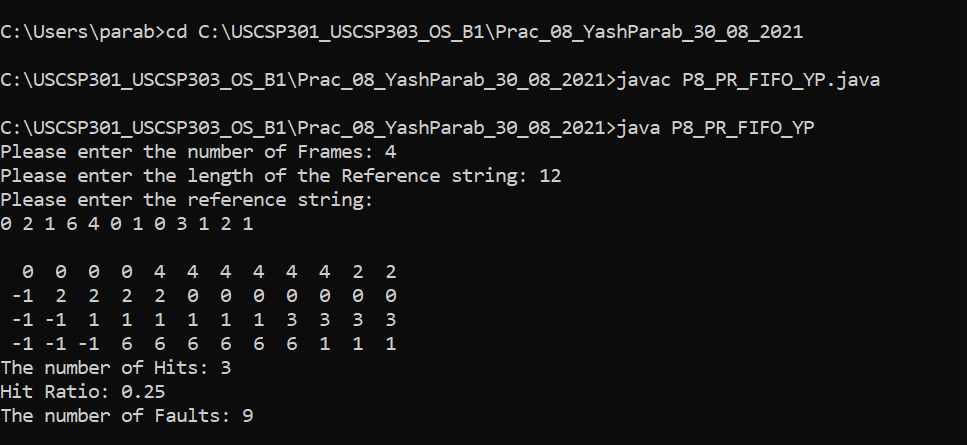 C:\Users\parab>cd C:\USCSP301_USCSP303_OS_B1\Prac_08_YashParab_30_08_2021
C:\USCSP301_USCSP303_OS_B1\Prac_08_YashParab_30_08_2021>javac P8_PR_FIFO_YP.java
C:\USCSP301_USCSP303_OS_B1\Prac_08_YashParab_30_08_2021>java P8_PR_FIFO_YP
Please enter the number of Frames: 4
Please enter the length of the Reference string: 12
Please enter the reference string:
0 2 1 6 4 0 1 0 3 1 2 1
0 0 0 0 4 4 4 4 4 4 2 2
-1 2 2 2 2 0 0 0 0 0 0 0
-1 -1 1 1 1 1 1 1 3 3 3 3
-1 -1 -1 6 6 6 6 6 6 1 1 1
The number of Hits: 3
Hit Ratio: 0.25
The number of Faults: 9